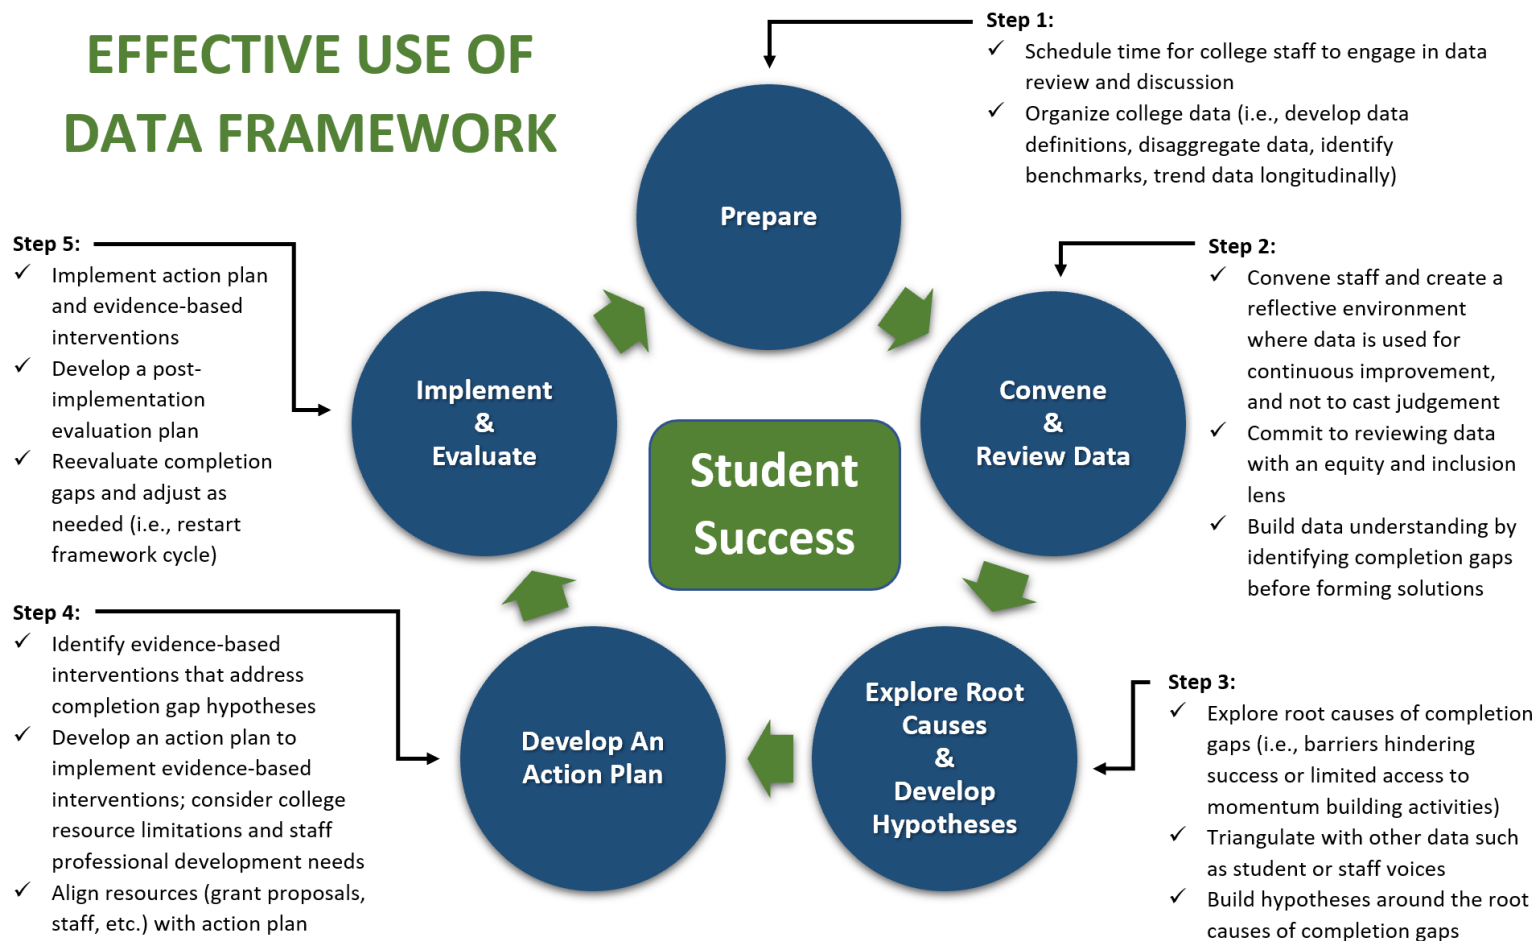 EFFECTIVE USE OF
DATA FRAMEWORK
Step 1:
✓ Schedule time for college staff to engage in data
review and discussion
✓ Organize college data (i.e., develop data
definitions, disaggregate data, identify
benchmarks, trend data longitudinally)
Prepare
Step 2:
✓ Convene staff and create a
reflective environment
where data is used for
continuous improvement,
and not to cast judgement
✓ Commit to reviewing data
with an equity and inclusion
lens
✓ Build data understanding by
identifying completion gaps
before forming solutions
Convene
&
Review Data
Step 3:
✓ Explore root causes of completion
gaps (i.e., barriers hindering
success or limited access to
momentum building activities)
✓ Triangulate with other data such
as student or staff voices
✓ Build hypotheses around the root
causes of completion gaps
Explore Root
Causes
&
Develop
Hypotheses
Step 4:
✓ Identify evidence-based
interventions that address
completion gap hypotheses
✓ Develop an action plan to
implement evidence-based
interventions; consider college
resource limitations and staff
professional development needs
✓ Align resources (grant proposals,
staff, etc.) with action plan
Develop An
Action Plan
Step 5:
✓ Implement action plan
and evidence-based
interventions
✓ Develop a post-
implementation
evaluation plan
✓ Reevaluate completion
gaps and adjust as
needed (i.e., restart
framework cycle)
Implement
&
Evaluate
Student
Success